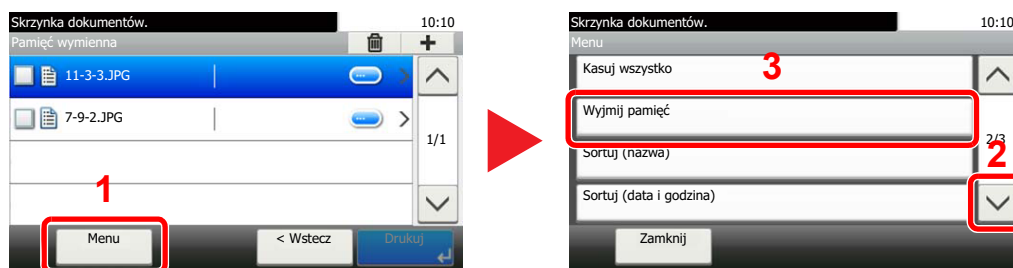 Skrzynka dokumentów.
10:10
Pamięć wymienna
11-3-3.JPG
7-9-2.JPG
1/1
1
Menu
< Wstecz
Drukuj
Skrzynka dokumentów.
10:10
Menu
Kasuj wszystko
3
Wyjmij pamięć
2/3
2
Sortuj (nazwa)
Sortuj (data i godzina)
Zamknij